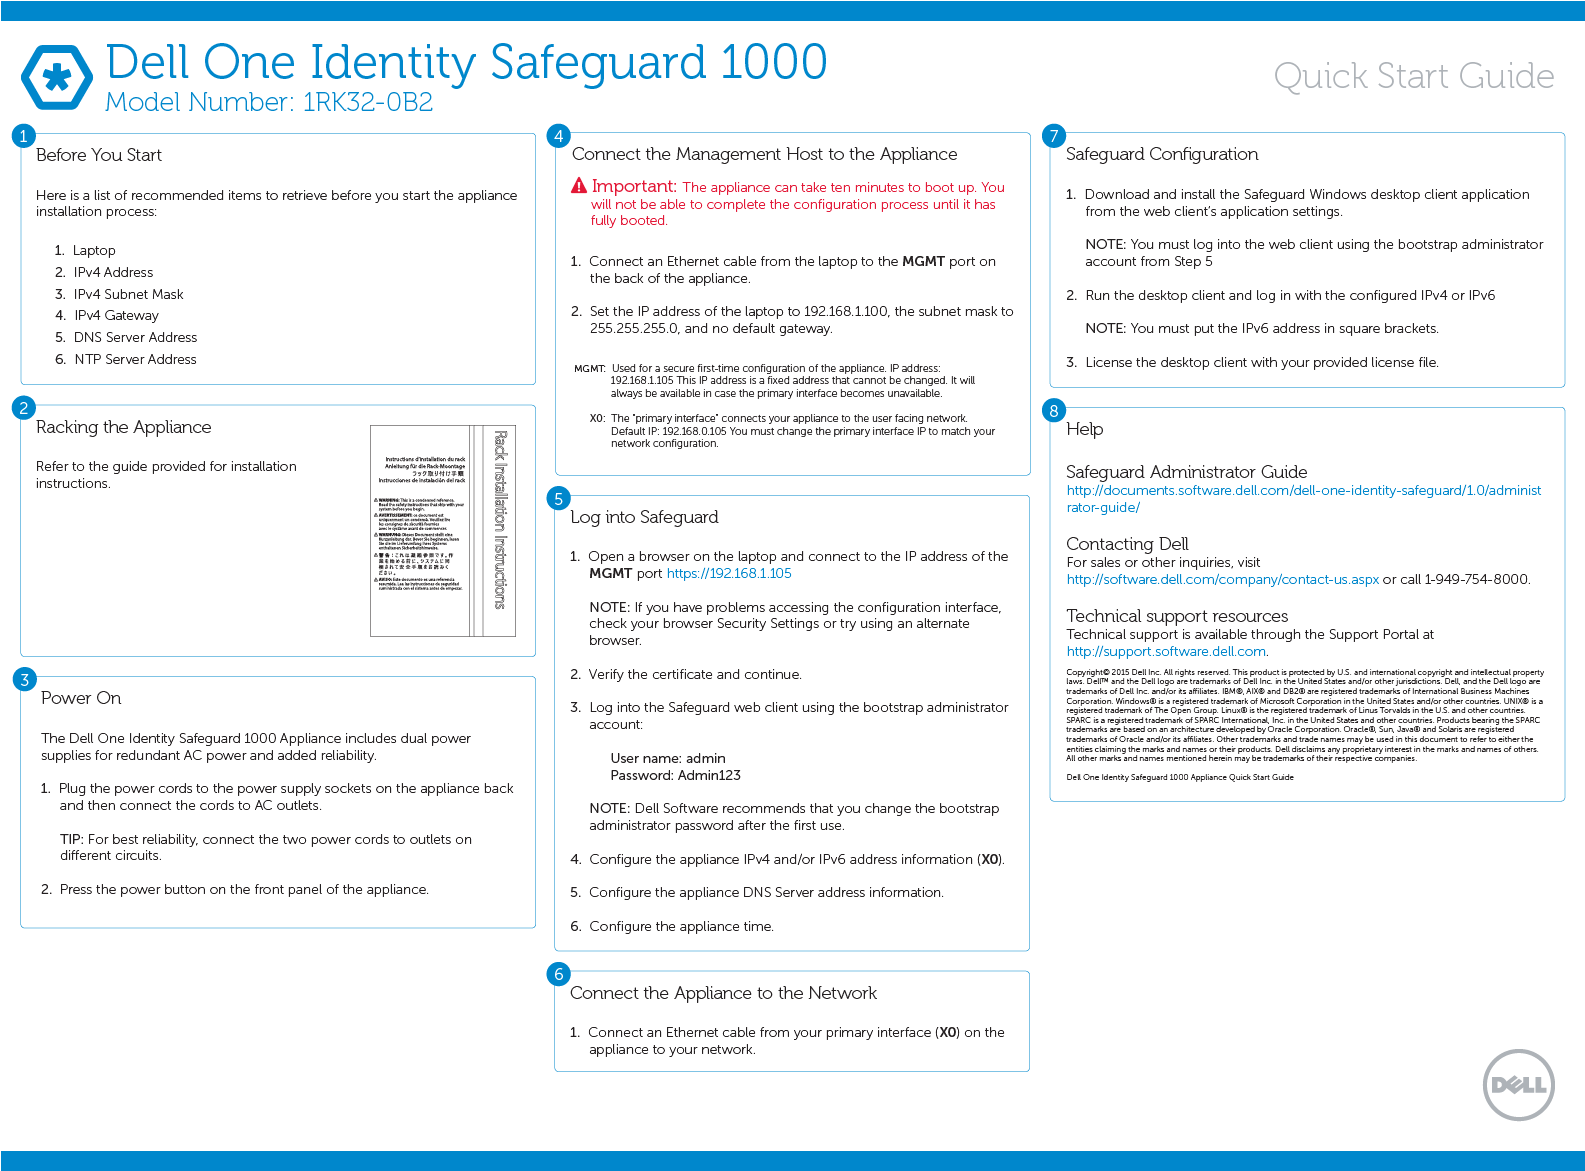 Dell One Identity Safeguard 1000
Model Number: 1RK32-0B2
Quick Start Guide
1
Before You Start
Here is a list of recommended items to retrieve before you start the appliance
installation process:
1. Laptop
2. IPv4 Address
3. IPv4 Subnet Mask
4. IPv4 Gateway
5. DNS Server Address
6. NTP Server Address
2
Racking the Appliance
Refer to the guide provided for installation
instructions.
Rack Installation Instructions
Instructions d'installation du rack
Anleitung für die Rack-Moontage
ラック取り付け手順
Instrucciones de instalación del rack
WARNING: This is a condensed reference.
Read the safety instructions that ship with your
system before you begin.
3
Power On
The Dell One Identity Safeguard 1000 Appliance includes dual power
supplies for redundant AC power and added reliability.
1. Plug the power cords to the power supply sockets on the appliance back
and then connect the cords to AC outlets.
TIP: For best reliability, connect the two power cords to outlets on
different circuits.
2. Press the power button on the front panel of the appliance.
4
Connect the Management Host to the Appliance
Important: The appliance can take ten minutes to boot up. You
will not be able to complete the configuration process until it has
fully booted.
1. Connect an Ethernet cable from the laptop to the MGMT port on
the back of the appliance.
2. Set the IP address of the laptop to 192.168.1.100, the subnet mask to
255.255.255.0, and no default gateway.
MGMT: Used for a secure first-time configuration of the appliance. IP address:
192.168.1.105 This IP address is a fixed address that cannot be changed. It will
always be available in case the primary interface becomes unavailable.
X0: The "primary interface" connects your appliance to the user facing network.
Default IP: 192.168.0.105 You must change the primary interface IP to match your
network configuration.
5
Log into Safeguard
1. Open a browser on the laptop and connect to the IP address of the
MGMT port https://192.168.1.105
NOTE: If you have problems accessing the configuration interface,
check your browser Security Settings or try using an alternate
browser.
2. Verify the certificate and continue.
3. Log into the Safeguard web client using the bootstrap administrator
account:
User name: admin
Password: Admin123
NOTE: Dell Software recommends that you change the bootstrap
administrator password after the first use.
4. Configure the appliance IPv4 and/or IPv6 address information (X0).
5. Configure the appliance DNS Server address information.
6. Configure the appliance time.
6
Connect the Appliance to the Network
1. Connect an Ethernet cable from your primary interface (X0) on the
appliance to your network.
7
Safeguard Configuration
1. Download and install the Safeguard Windows desktop client application
from the web client's application settings.
NOTE: You must log into the web client using the bootstrap administrator
account from Step 5
2. Run the desktop client and log in with the configured IPv4 or IPv6
NOTE: You must put the IPv6 address in square brackets.
3. License the desktop client with your provided license file.
8
Help
Safeguard Administrator Guide
http://documents.software.dell.com/dell-one-identity-safeguard/1.0/administ
rator-guide/
Contacting Dell
For sales or other inquiries, visit
http://software.dell.com/company/contact-us.aspx or call 1-949-754-8000.
Technical support resources
Technical support is available through the Support Portal at
http://support.software.dell.com.
Copyright© 2015 Dell Inc. All rights reserved. This product is protected by U.S. and international copyright and intellectual property
laws. Dell™ and the Dell logo are trademarks of Dell Inc. in the United States and/or other jurisdictions. Dell, and the Dell logo are
trademarks of Dell Inc. and/or its affiliates. IBM®, AIX® and DB2® are registered trademarks of International Business Machines
Corporation. Windows® is a registered trademark of Microsoft Corporation in the United States and/or other countries. UNIX® is a
registered trademark of The Open Group. Linux® is the registered trademark of Linus Torvalds in the U.S. and other countries.
SPARC is a registered trademark of SPARC International, Inc. in the United States and other countries. Products bearing the SPARC
trademarks are based on an architecture developed by Oracle Corporation. Oracle®, Sun, Java® and Solaris are registered
trademarks of Oracle and/or its affiliates. Other trademarks and trade names may be used in this document to refer to either the
entities claiming the marks and names or their products. Dell disclaims any proprietary interest in the marks and names of others.
All other marks and names mentioned herein may be trademarks of their respective companies.
Dell One Identity Safeguard 1000 Appliance Quick Start Guide
DELL